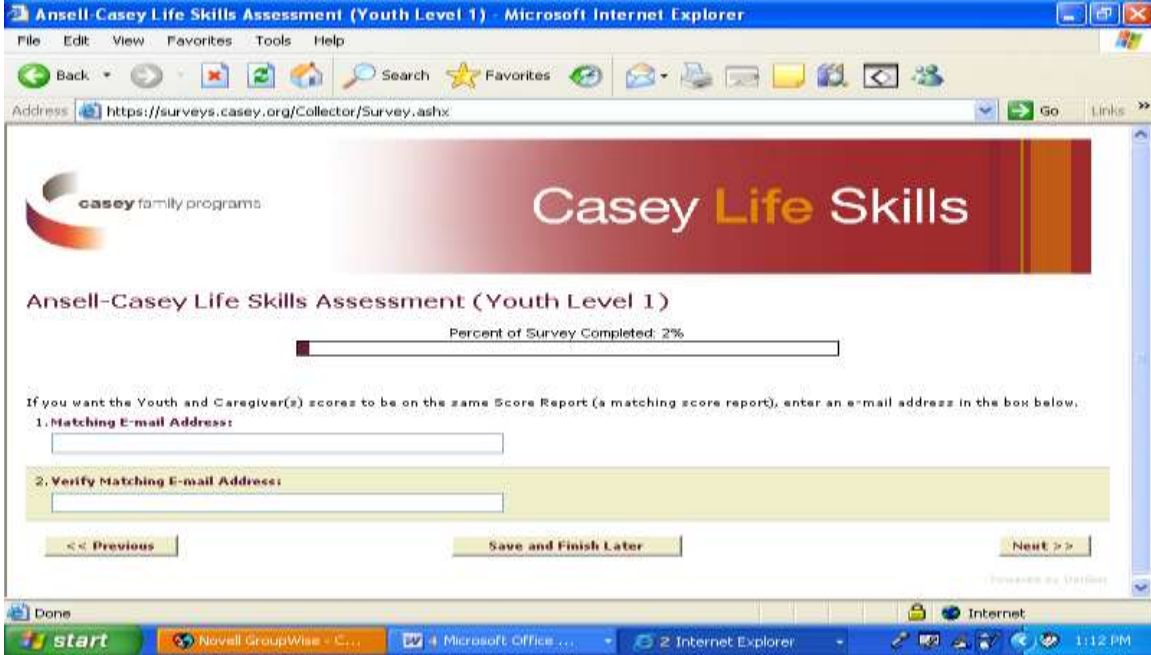 Ansell-Casey Life Skills Assessment (Youth Level 1) - Microsoft Internet Explorer
File Edit View Favorites Tools Help
Back Search Favorites
Address https://surveys.casey.org/Collector/Survey.ashx Go Links »
casey family programs
Casey Life Skills
Ansell-Casey Life Skills Assessment (Youth Level 1)
Percent of Survey Completed: 2%
If you want the Youth and Caregiver(s) scores to be on the same Score Report (a matching score report), enter an e-mail address in the box below.
1. Matching E-mail Address:
2. Verify Matching E-mail Address:
<< Previous Save and Finish Later Next >>
Powered by
Done Internet
start Novell GroupWise - C... 4 Microsoft Office ... 2 Internet Explorer 1:12 PM